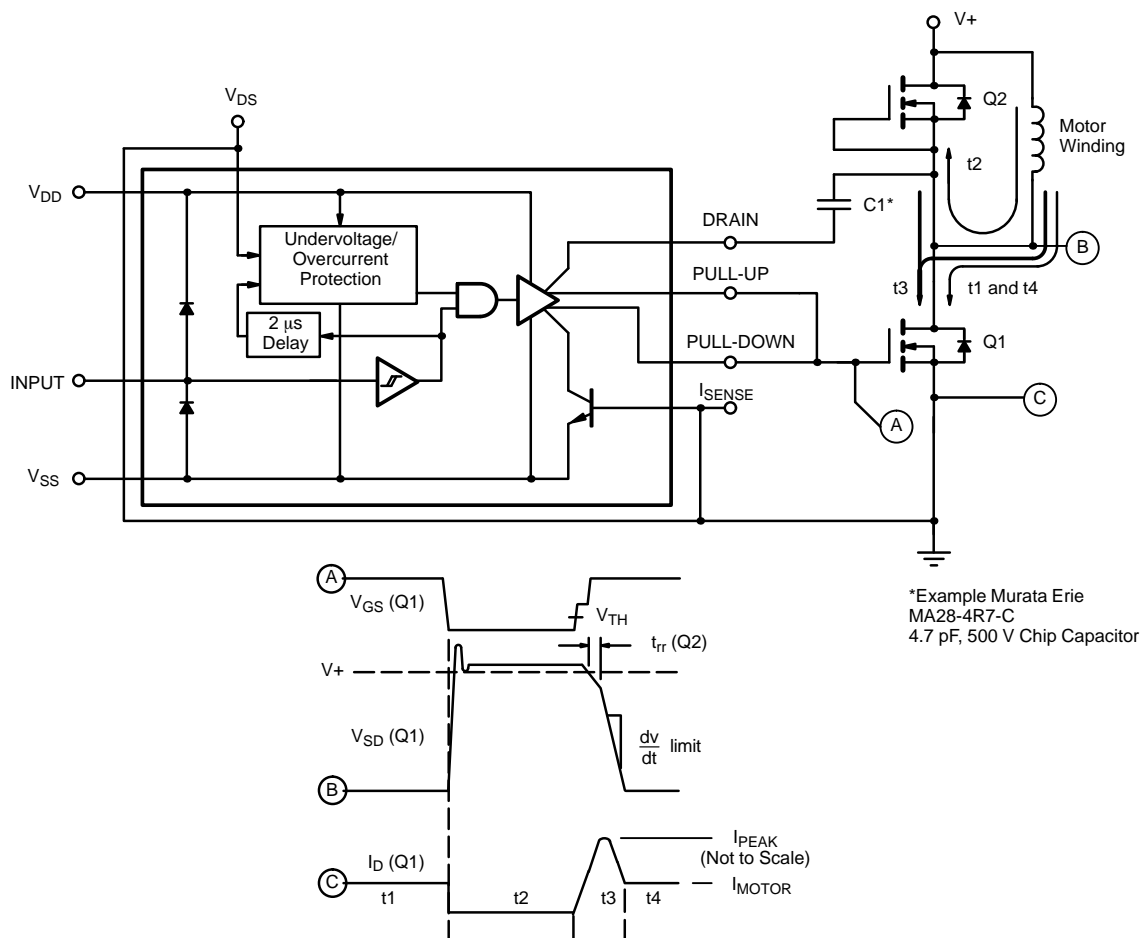 V+
VDS
Q2
Motor
Winding
t2
VDD
DRAIN
C1*
Undervoltage/
Overcurrent
Protection
B
PULL-UP
t3
t1 and t4
2 μs
Delay
PULL-DOWN
Q1
INPUT
ISENSE
A
C
VSS
*Example Murata Erie
MA28-4R7-C
4.7 pF, 500 V Chip Capacitor
A
VGS (Q1)
VTH
trr (Q2)
V+
VSD (Q1)
dv
dt limit
B
IPEAK
(Not to Scale)
C
ID (Q1)
IMOTOR
t1
t2
t3
t4